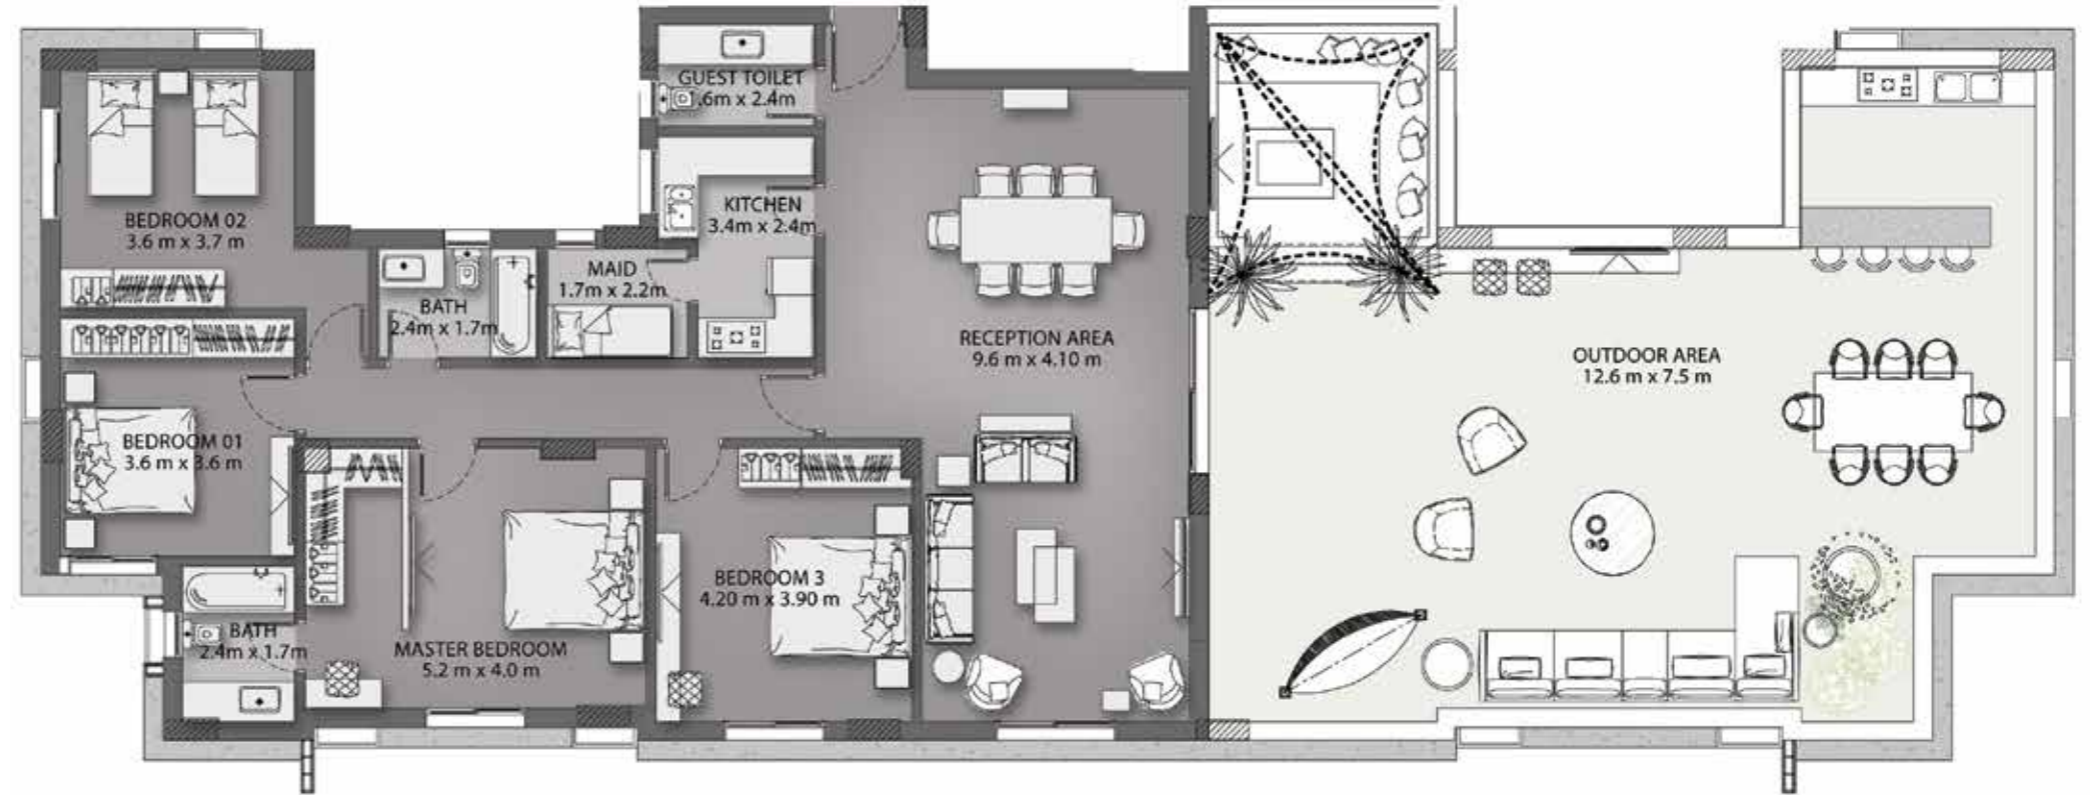 GUEST TOILET
.6m x 2.4m
BEDROOM 02
3.6 m x 3.7 m
KITCHEN
3.4m x 2.4m
MAID
1.7m x 2.2m
BATH
2.4m x 1.7m
RECEPTION AREA
9.6 m x 4.10 m
OUTDOOR AREA
12.6 m x 7.5 m
BEDROOM 01
3.6 m x 3.6 m
BEDROOM 3
4.20 m x 3.90 m
BATH
2.4m x 1.7m
MASTER BEDROOM
5.2 m x 4.0 m